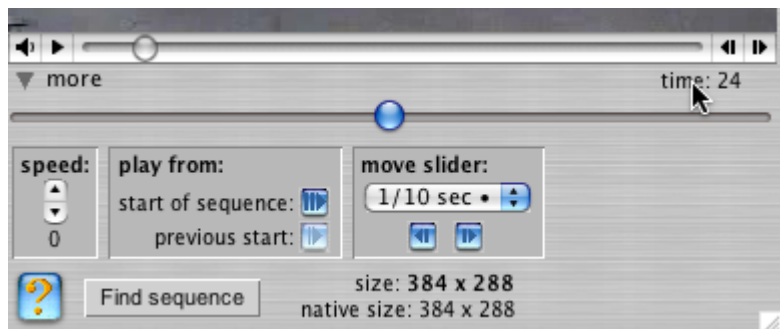 more
time: 24
speed:
play from:
move slider:
start of sequence:
1/10 sec •
previous start:
0
?
Find sequence
size: 384 x 288
native size: 384 x 288